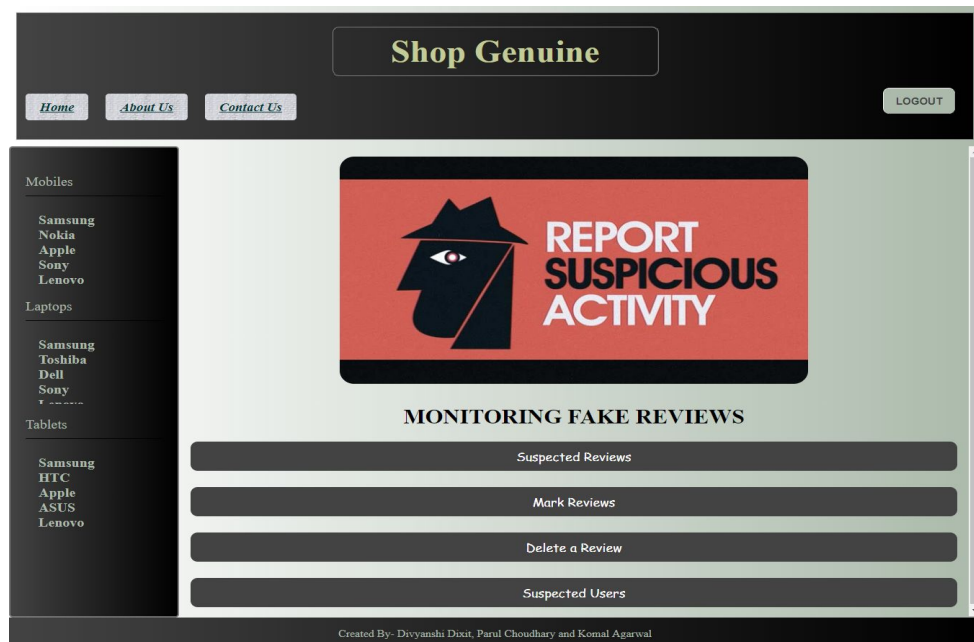 Shop Genuine
Home
About Us
Contact Us
LOGOUT
Mobiles
Samsung
Nokia
Apple
Sony
Lenovo
Laptops
Samsung
Toshiba
Dell
Sony
Tablets
Samsung
HTC
Apple
ASUS
Lenovo
REPORT
SUSPICIOUS
ACTIVITY
MONITORING FAKE REVIEWS
Suspected Reviews
Mark Reviews
Delete a Review
Suspected Users
Created By- Divyanshi Dixit, Parul Choudhary and Komal Agarwal